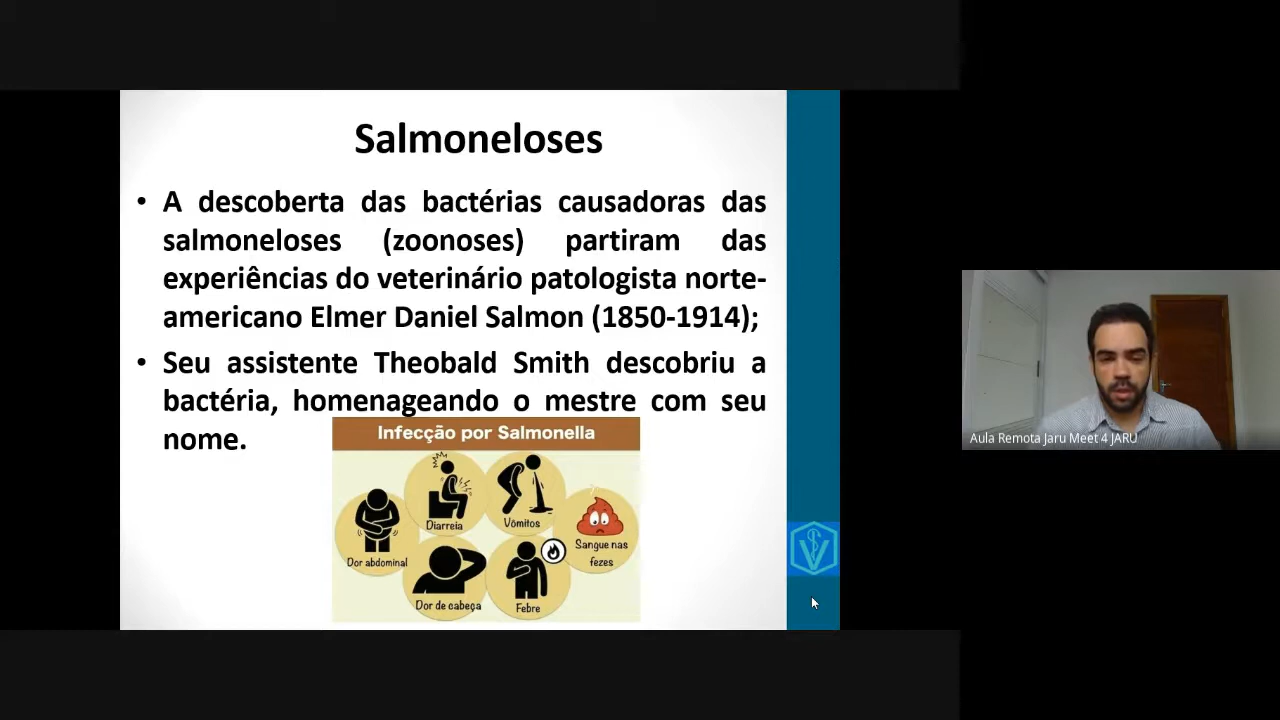 Salmoneloses
• A descoberta das bactérias causadoras das
salmoneloses (zoonoses) partiram das
experiências do veterinário patologista norte-
americano Elmer Daniel Salmon (1850-1914);
• Seu assistente Theobald Smith descobriu a
bactéria, homenageando o mestre com seu
nome.
Infecção por Salmonella
Diarreia
Vômitos
Dor abdominal
Sangue nas
fezes
Dor de cabeça
Febre
V
Aula Remota Jaru Meet 4 JARU